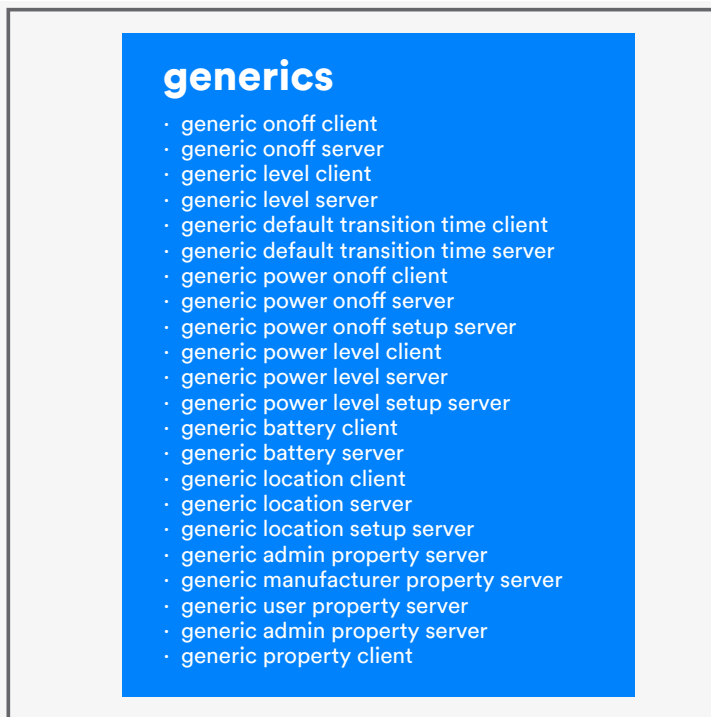 generics
· generic onoff client
· generic onoff server
· generic level client
· generic level server
· generic default transition time client
· generic default transition time server
· generic power onoff client
· generic power onoff server
· generic power onoff setup server
· generic power level client
· generic power level server
· generic power level setup server
· generic battery client
· generic battery server
· generic location client
· generic location server
· generic location setup server
· generic admin property server
· generic manufacturer property server
· generic user property server
· generic admin property server
· generic property client